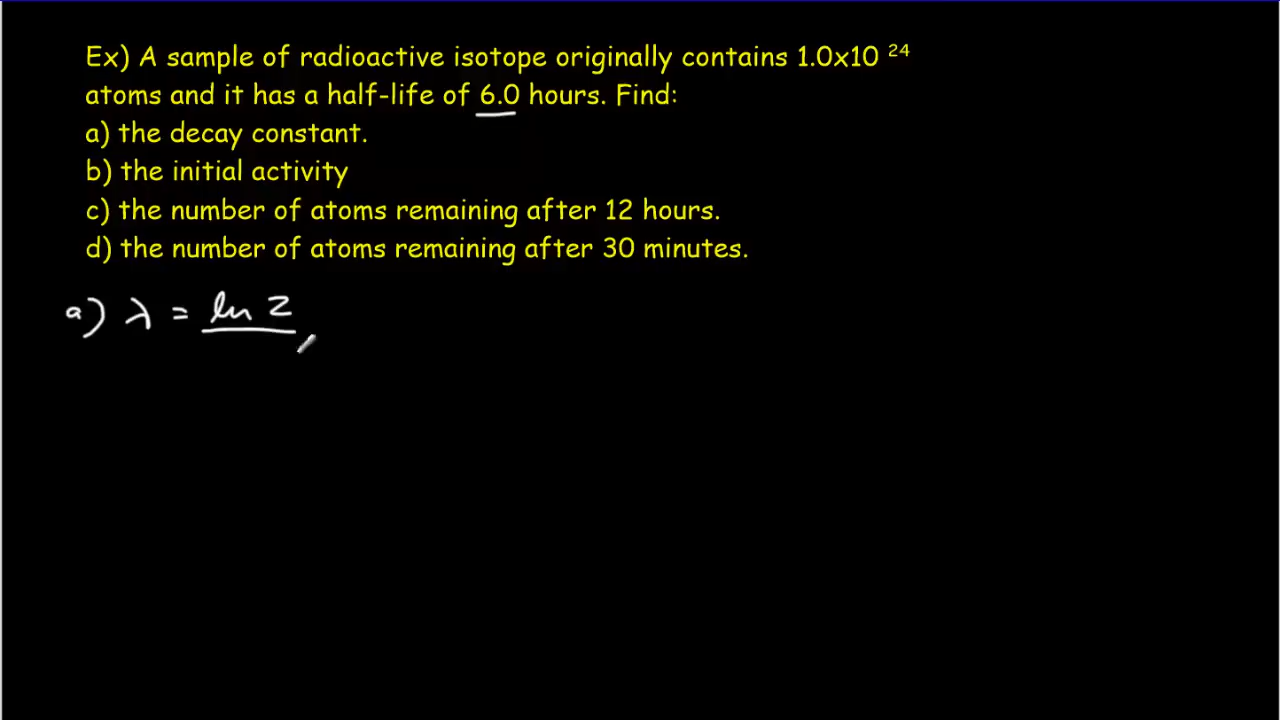 Ex) A sample of radioactive isotope originally contains 1.0x10 ²⁴
atoms and it has a half-life of 6.0 hours. Find:
a) the decay constant.
b) the initial activity
c) the number of atoms remaining after 12 hours.
d) the number of atoms remaining after 30 minutes.
a) λ = ln 2